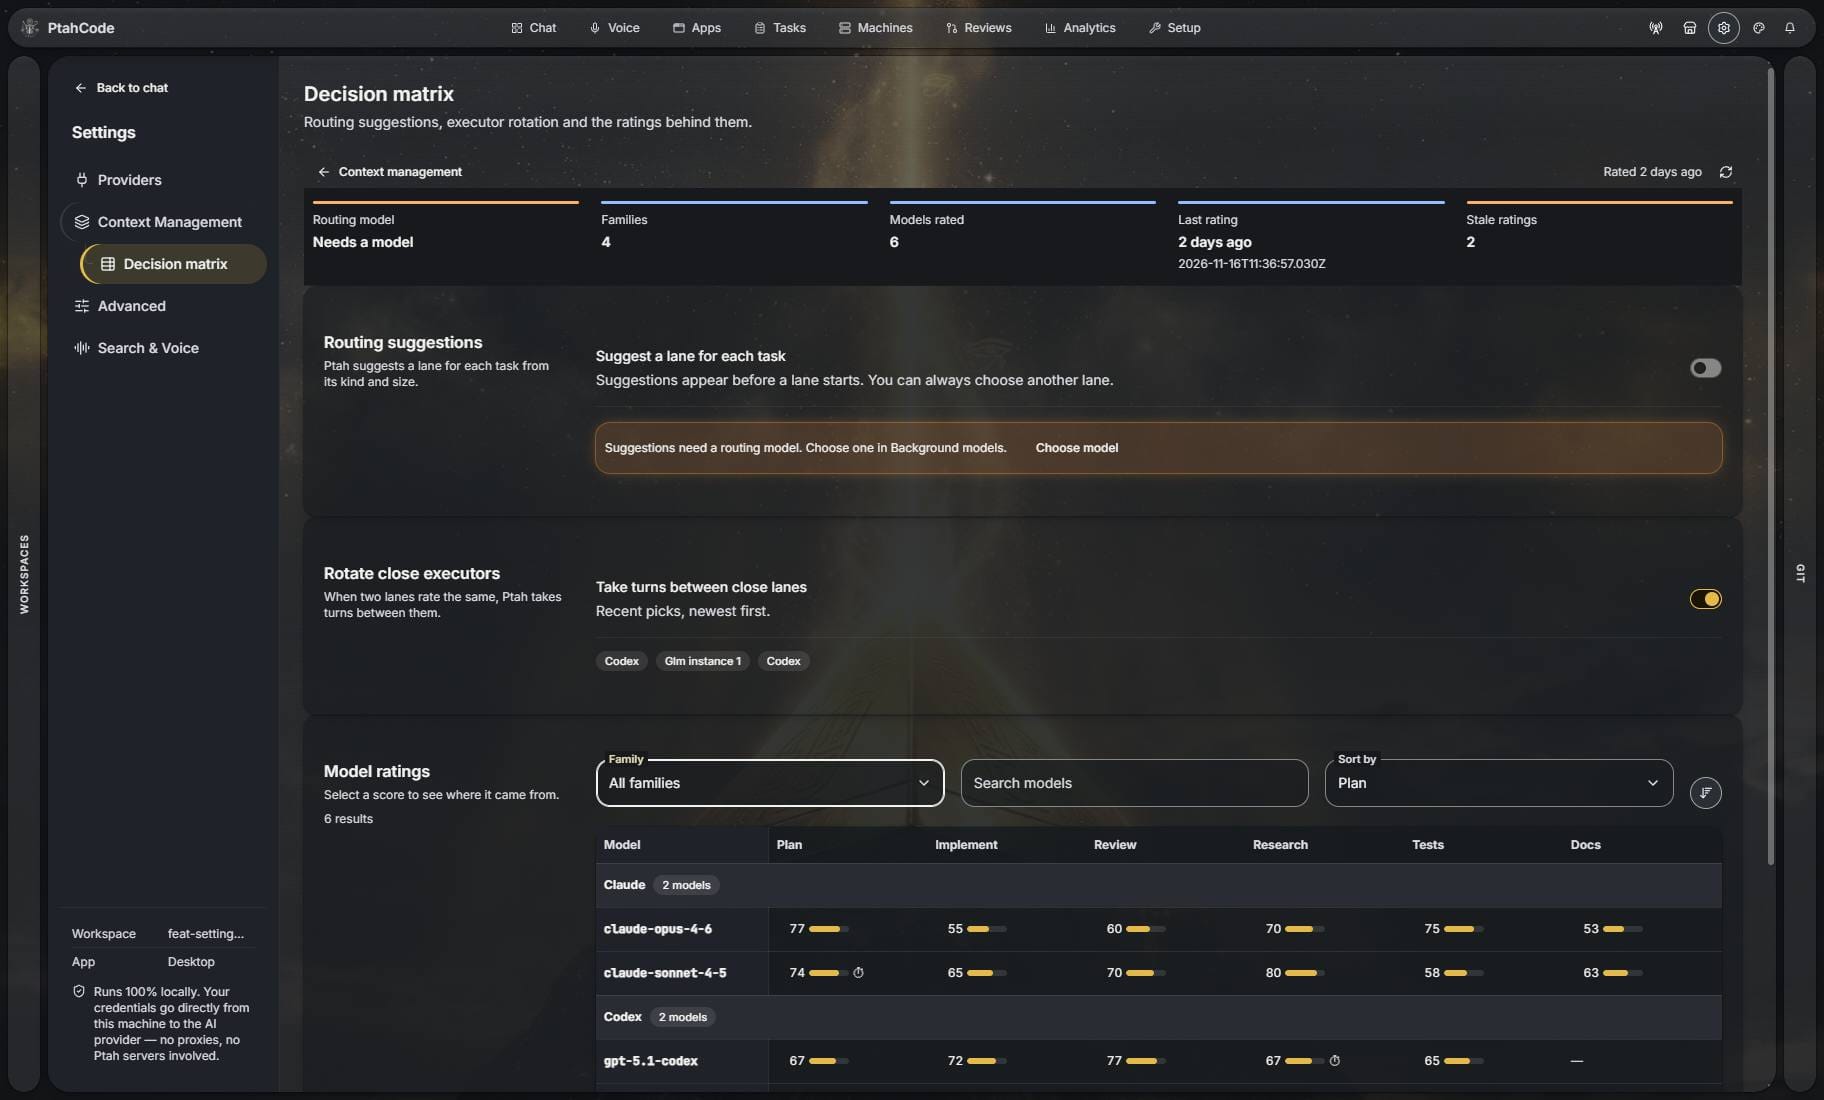 PtahCode
Chat
Voice
Apps
Tasks
Machines
Reviews
Analytics
Setup
WORKSPACES
Back to chat
Settings
Providers
Context Management
Decision matrix
Advanced
Search & Voice
Workspace feat-setting...
App Desktop
Runs 100% locally. Your
credentials go directly from
this machine to the AI
provider — no proxies, no
Ptah servers involved.
Decision matrix
Routing suggestions, executor rotation and the ratings behind them.
Context management
Rated 2 days ago
Routing model
Needs a model
Families
4
Models rated
6
Last rating
2 days ago
2026-11-16T11:36:57.030Z
Stale ratings
2
Routing suggestions
Ptah suggests a lane for each task from
its kind and size.
Suggest a lane for each task
Suggestions appear before a lane starts. You can always choose another lane.
Suggestions need a routing model. Choose one in Background models. Choose model
Rotate close executors
When two lanes rate the same, Ptah takes
turns between them.
Take turns between close lanes
Recent picks, newest first.
Codex Glm instance 1 Codex
Model ratings
Select a score to see where it came from.
6 results
Family
All families
Search models
Sort by
Plan
Model Plan Implement Review Research Tests Docs
Claude 2 models
claude-opus-4-6 77 55 60 70 75 53
claude-sonnet-4-5 74 65 70 80 58 63
Codex 2 models
gpt-5.1-codex 67 72 77 67 65 —
GIT